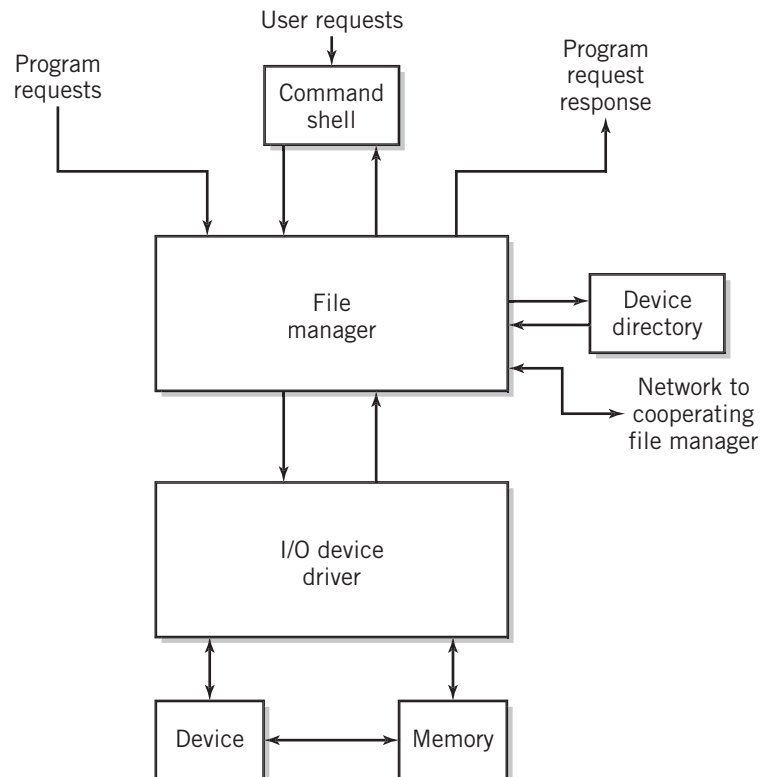 User requests
Program
requests
Command
shell
Program
request
response
File
manager
Device
directory
Network to
cooperating
file manager
I/O device
driver
Device
Memory